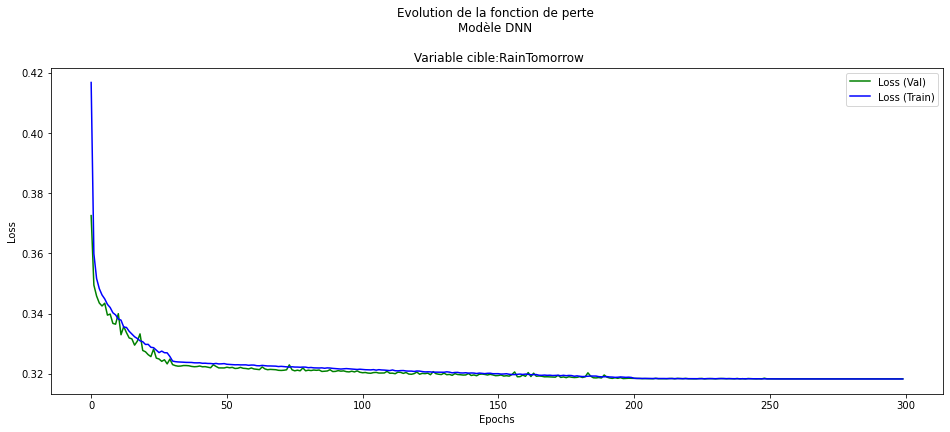 Evolution de la fonction de perte
Modèle DNN
Variable cible:RainTomorrow
Loss (Val)
Loss (Train)
0.42
0.40
0.38
0.36
0.34
0.32
Loss
0
50
100
150
200
250
300
Epochs